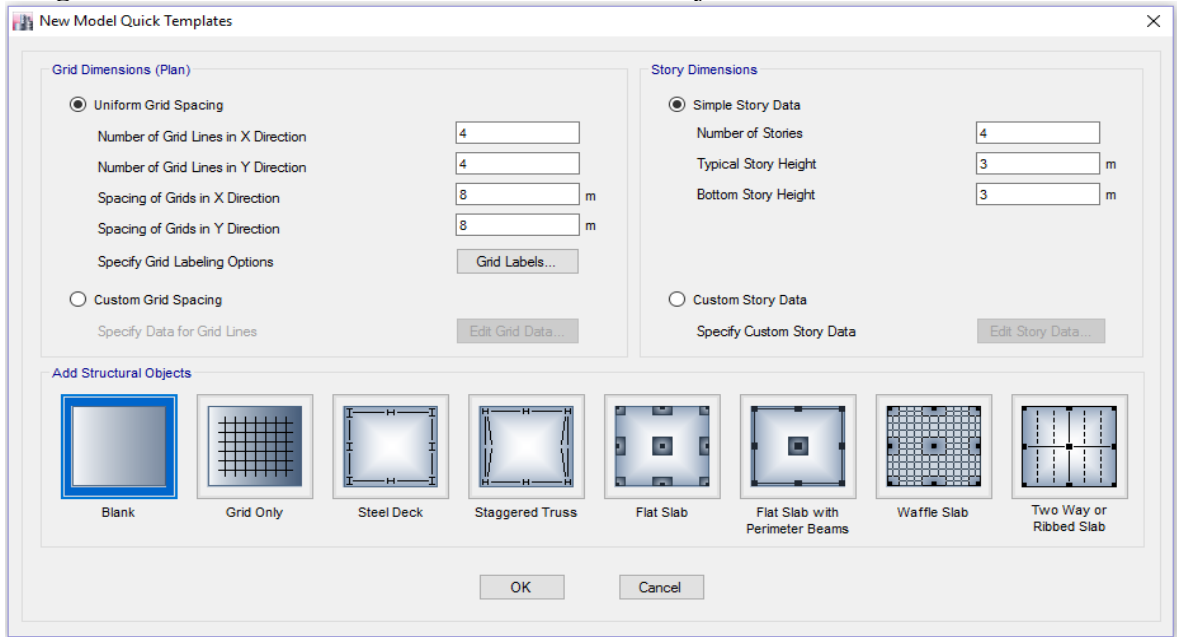 New Model Quick Templates
Grid Dimensions (Plan)
Uniform Grid Spacing
Number of Grid Lines in X Direction 4
Number of Grid Lines in Y Direction 4
Spacing of Grids in X Direction 8 m
Spacing of Grids in Y Direction 8 m
Specify Grid Labeling Options Grid Labels...
Custom Grid Spacing
Specify Data for Grid Lines Edit Grid Data...
Story Dimensions
Simple Story Data
Number of Stories 4
Typical Story Height 3 m
Bottom Story Height 3 m
Custom Story Data
Specify Custom Story Data Edit Story Data...
Add Structural Objects
Blank
Grid Only
Steel Deck
Staggered Truss
Flat Slab
Flat Slab with
Perimeter Beams
Waffle Slab
Two Way or
Ribbed Slab
OK Cancel